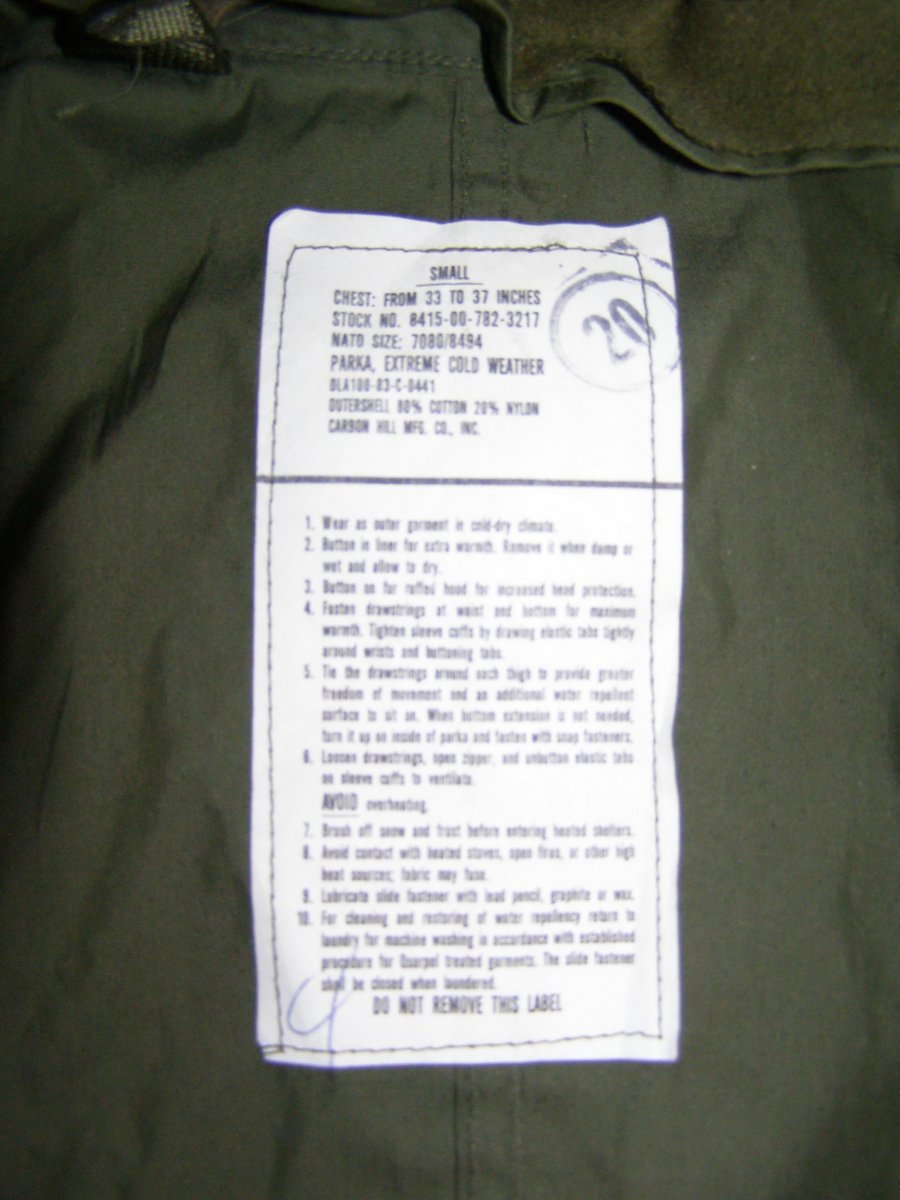 SMALL
CHEST: FROM 33 TO 37 INCHES
STOCK NO. 8415-00-782-3217
NATO SIZE: 7080/8494
PARKA, EXTREME COLD WEATHER
DLA100-83-C-0441
OUTERSHELL 80% COTTON 20% NYLON
CARBON HILL MFG. CO., INC.
20
1. Wear as outer garment in cold-dry climate.
2. Button in liner for extra warmth. Remove it when damp or
wet and allow to dry.
3. Button on fur ruffed hood for increased head protection.
4. Fasten drawstrings at waist and bottom for maximum
warmth. Tighten sleeve cuffs by drawing elastic tabs tightly
around wrists and buttoning tabs.
5. Tie the drawstrings around each thigh to provide greater
freedom of movement and an additional water repellent
surface to sit on. When bottom extension is not needed,
turn it up on inside of parka and fasten with snap fasteners.
6. Loosen drawstrings, open zipper, and unbutton elastic tabs
on sleeve cuffs to ventilate.
AVOID overheating.
7. Brush off snow and frost before entering heated shelters.
8. Avoid contact with heated stoves, open fires, or other high
heat sources; fabric may fuse.
9. Lubricate slide fastener with lead pencil, graphite or wax.
10. For cleaning and restoring of water repellency return to
laundry for machine washing in accordance with established
procedure for Quarpel treated garments. The slide fastener
shall be closed when laundered.
DO NOT REMOVE THIS LABEL